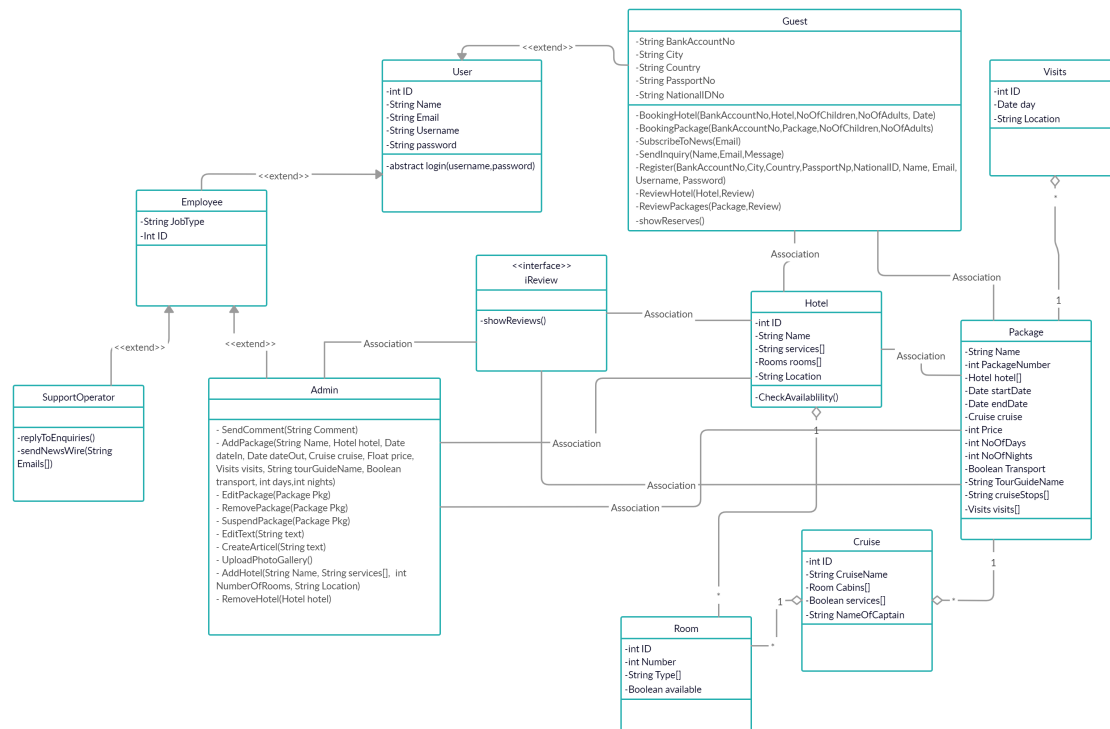 Guest
-String BankAccountNo
-String City
-String Country
-String PassportNo
-String NationalIDNo
-BookingHotel(BankAccountNo,Hotel,NoOfChildren,NoOfAdults, Date)
-BookingPackage(BankAccountNo,Package,NoOfChildren,NoOfAdults)
-SubscribeToNews(Email)
-SendInquiry(Name,Email,Message)
-Register(BankAccountNo,City,Country,PassportNp,NationalID, Name, Email,
Username, Password)
-ReviewHotel(Hotel,Review)
-ReviewPackages(Package,Review)
-showReserves()
<<extend>>
User
-int ID
-String Name
-String Email
-String Username
-String password
-abstract login(username,password)
Visits
-int ID
-Date day
-String Location
<<extend>>
Employee
-String JobType
-Int ID
<<interface>>
iReview
-showReviews()
Association
Association
*
1
Hotel
-int ID
-String Name
-String services[]
-Rooms rooms[]
-String Location
-CheckAvailablility()
Association
Association
Association
Package
-String Name
-int PackageNumber
-Hotel hotel[]
-Date startDate
-Date endDate
-Cruise cruise
-int Price
-int NoOfDays
-int NoOfNights
-Boolean Transport
-String TourGuideName
-String cruiseStops[]
-Visits visits[]
<<extend>>
<<extend>>
SupportOperator
-replyToEnquiries()
-sendNewsWire(String
Emails[])
Admin
- SendComment(String Comment)
- AddPackage(String Name, Hotel hotel, Date
dateIn, Date dateOut, Cruise cruise, Float price,
Visits visits, String tourGuideName, Boolean
transport, int days,int nights)
- EditPackage(Package Pkg)
- RemovePackage(Package Pkg)
- SuspendPackage(Package Pkg)
- EditText(String text)
- CreateArticel(String text)
- UploadPhotoGallery()
- AddHotel(String Name, String services[],  int
NumberOfRooms, String Location)
- RemoveHotel(Hotel hotel)
Association
Association
Association
1
*
Cruise
-int ID
-String CruiseName
-Room Cabins[]
-Boolean services[]
-String NameOfCaptain
1
*
1
*
Room
-int ID
-int Number
-String Type[]
-Boolean available